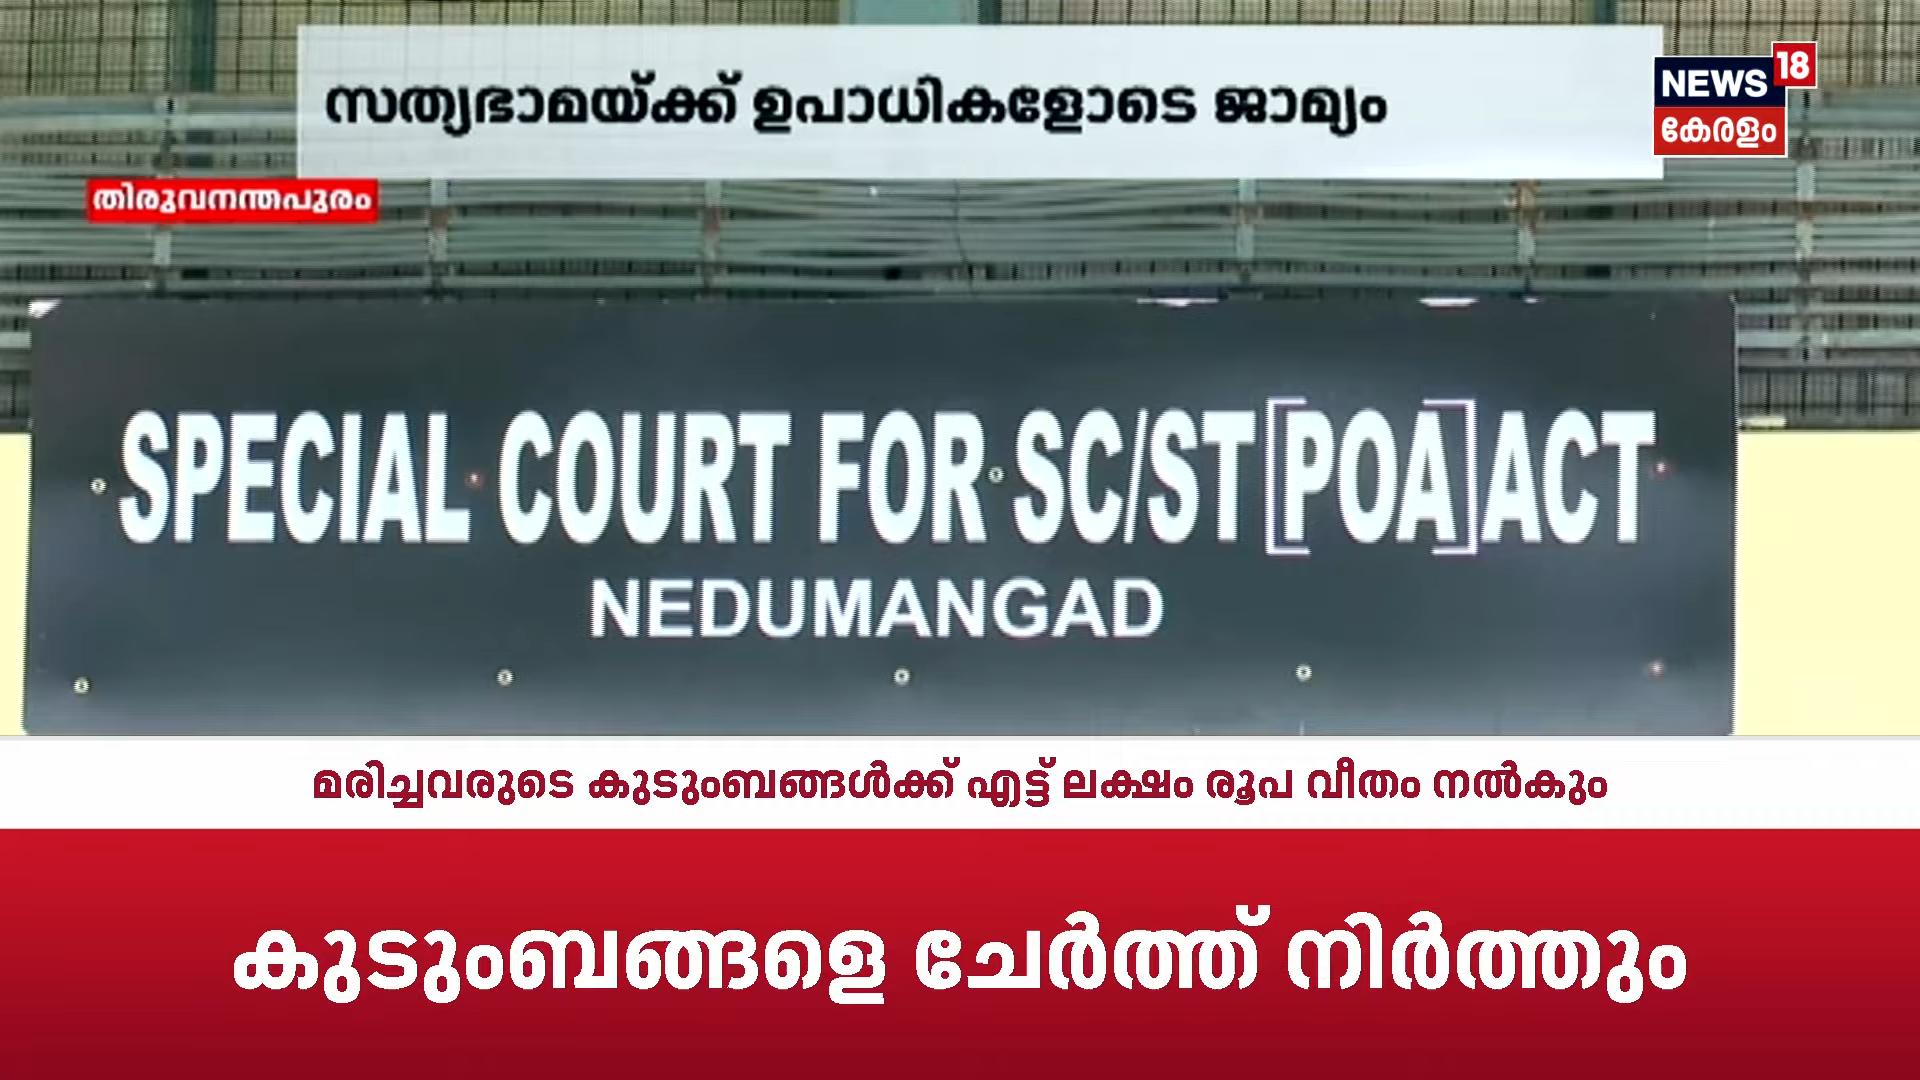 സത്യഭാമയ്ക്ക് ഉപാധികളോടെ ജാമ്യം
NEWS 18
കേരളം
തിരുവനന്തപുരം
SPECIAL COURT FOR SC/ST [POA] ACT
NEDUMANGAD
മരിച്ചവരുടെ കുടുംബങ്ങൾക്ക് എട്ട് ലക്ഷം രൂപ വീതം നൽകും
കുടുംബങ്ങളെ ചേർത്ത് നിർത്തും